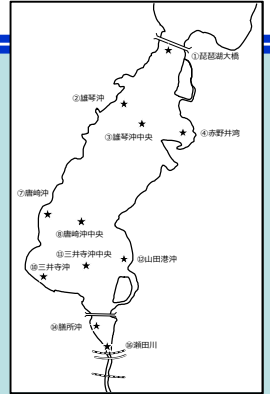 ①琵琶湖大橋
②雄琴沖
③雄琴沖中央
④赤野井湾
⑦唐崎沖
⑧唐崎沖中央
⑪三井寺沖中央
⑫山田港沖
⑩三井寺沖
⑭膳所沖
⑯瀬田川